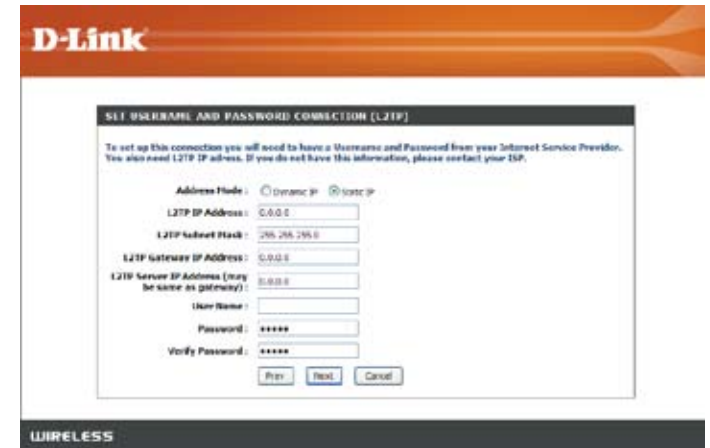 D-Link
SET USERNAME AND PASSWORD CONNECTION (L2TP)
To set up this connection you will need to have a Username and Password from your Internet Service Provider.
You also need L2TP IP adress. If you do not have this information, please contact your ISP.
Address Mode : Dynamic IP Static IP
L2TP IP Address : 0.0.0.0
L2TP Subnet Mask : 255.255.255.0
L2TP Gateway IP Address : 0.0.0.0
L2TP Server IP Address (may
be same as gateway) : 0.0.0.0
User Name :
Password : •••••
Verify Password : •••••
Prev Next Cancel
WIRELESS